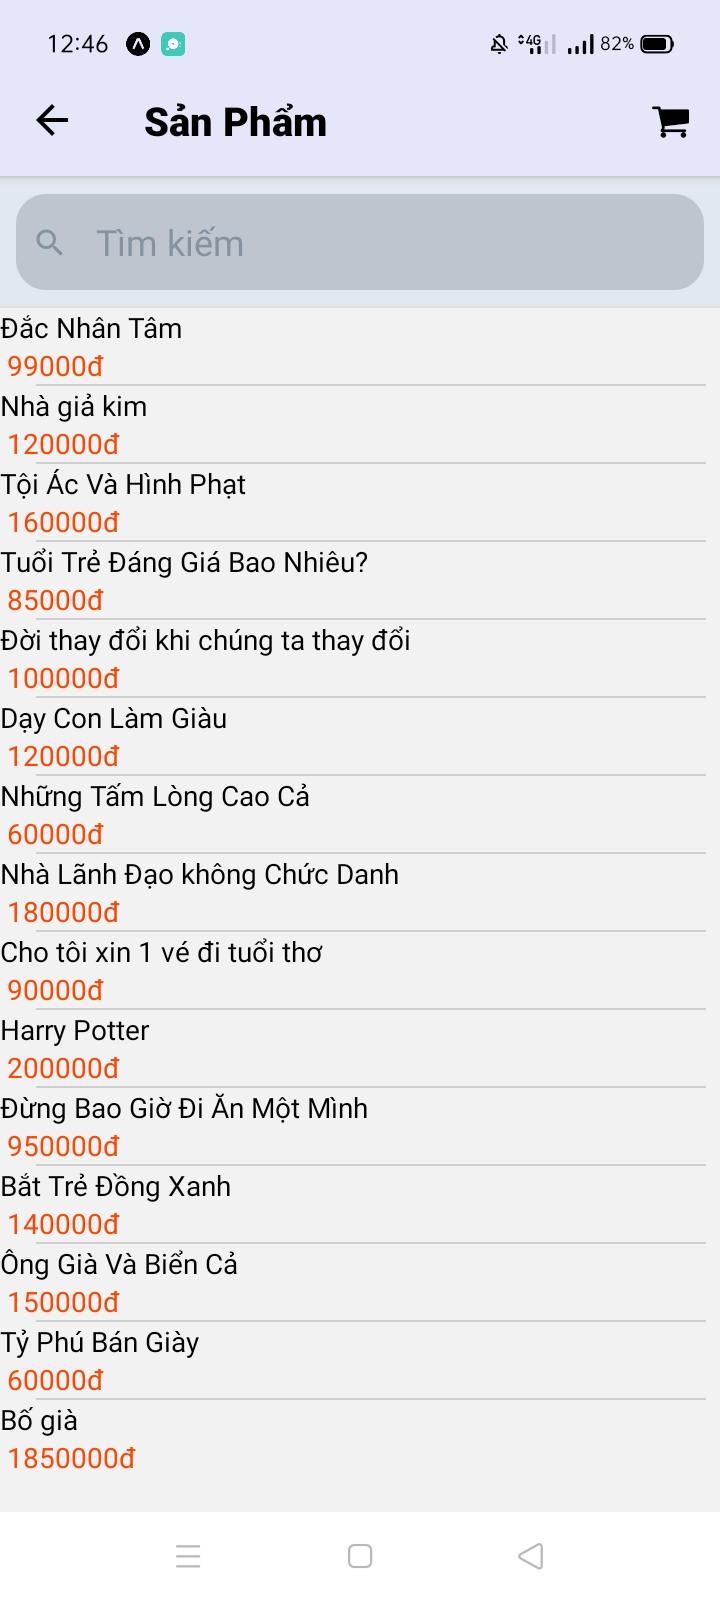 12:46 4G 82%
Sản Phẩm
Tìm kiếm
Đắc Nhân Tâm
99000đ
Nhà giả kim
120000đ
Tội Ác Và Hình Phạt
160000đ
Tuổi Trẻ Đáng Giá Bao Nhiêu?
85000đ
Đời thay đổi khi chúng ta thay đổi
100000đ
Dạy Con Làm Giàu
120000đ
Những Tấm Lòng Cao Cả
60000đ
Nhà Lãnh Đạo không Chức Danh
180000đ
Cho tôi xin 1 vé đi tuổi thơ
90000đ
Harry Potter
200000đ
Đừng Bao Giờ Đi Ăn Một Mình
950000đ
Bắt Trẻ Đồng Xanh
140000đ
Ông Già Và Biển Cả
150000đ
Tỷ Phú Bán Giày
60000đ
Bố già
1850000đ